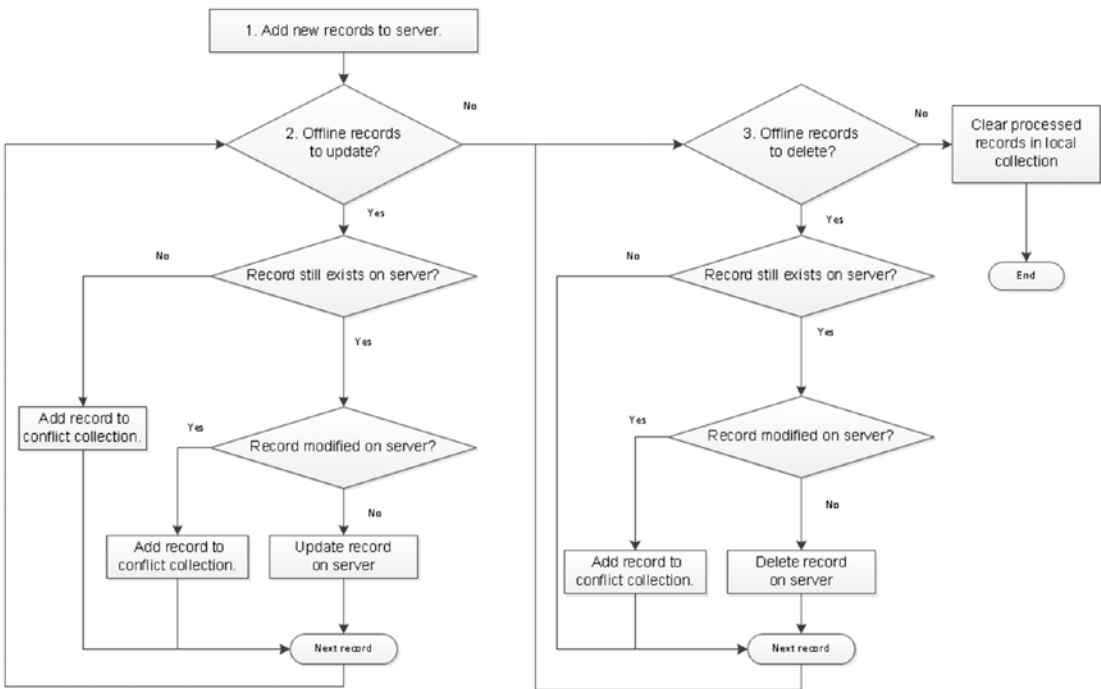 1. Add new records to server.
No
2. Offline records
to update?
Yes
No
Record still exists on server?
Yes
Add record to
conflict collection.
Yes
Record modified on server?
No
Add record to
conflict collection.
Update record
on server
Next record
3. Offline records
to delete?
No
Clear processed
records in local
collection
End
Yes
No
Record still exists on server?
Yes
Yes
Record modified on server?
No
Add record to
conflict collection.
Delete record
on server
Next record